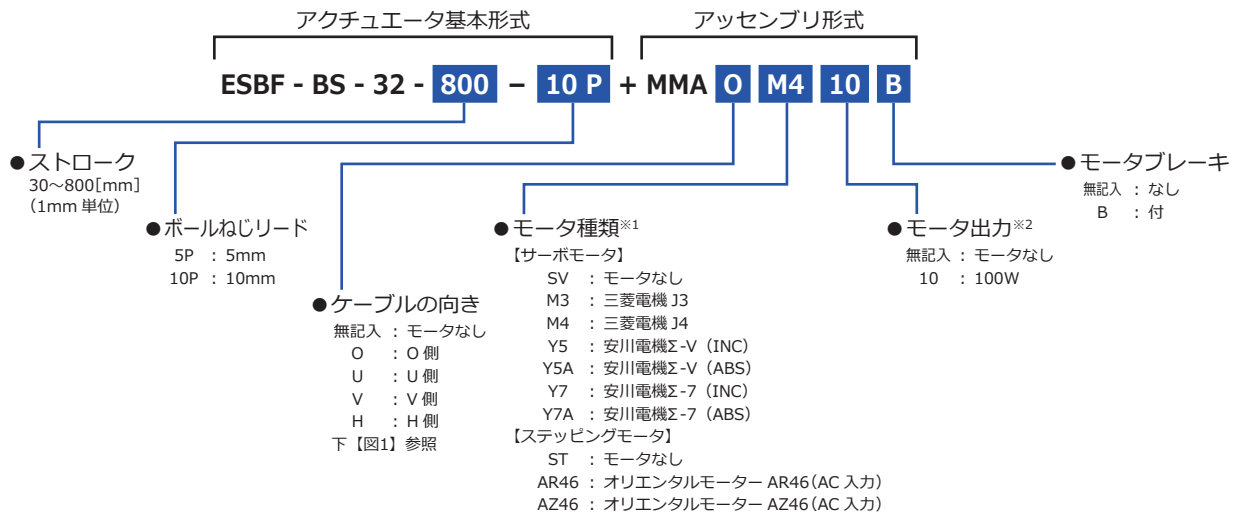 アクチュエータ基本形式
アッセンブリ形式
ESBF - BS - 32 - 800 − 10 P + MMA O M4 10 B
●ストローク
30～800[mm]
（1mm 単位）
●ボールねじリード
5P : 5mm
10P : 10mm
●ケーブルの向き
無記入 : モータなし
O : O 側
U : U 側
V : V 側
H : H 側
下【図1】参照
●モータ種類※1
【サーボモータ】
SV : モータなし
M3 : 三菱電機 J3
M4 : 三菱電機 J4
Y5 : 安川電機Σ-V（INC）
Y5A : 安川電機Σ-V（ABS）
Y7 : 安川電機Σ-7（INC）
Y7A : 安川電機Σ-7（ABS）
【ステッピングモータ】
ST : モータなし
AR46 : オリエンタルモーター AR46（AC 入力）
AZ46 : オリエンタルモーター AZ46（AC 入力）
●モータ出力※2
無記入 : モータなし
10 : 100W
●モータブレーキ
無記入 : なし
B : 付